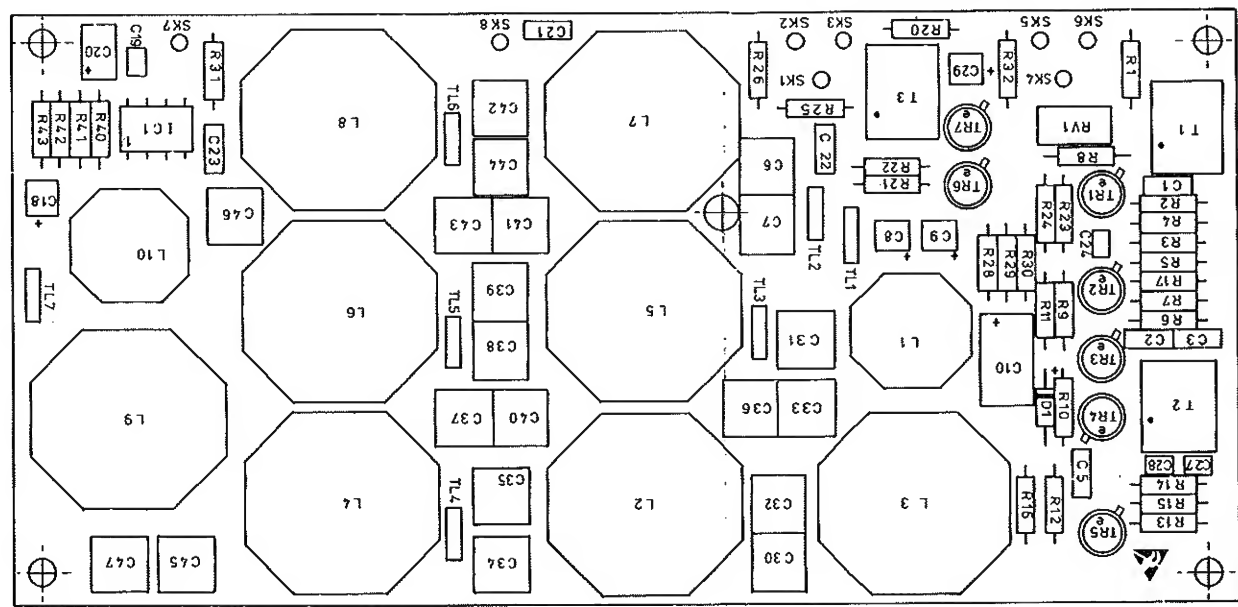 SK7
SK8
C21
SK2
SK3
R20
SK5
SK6
C20
C19
R31
R26
C29
R32
SK4
R1
SK1
L8
TL6
C42
L7
R25
T3
TR7
RV1
T1
R43
R42
R41
R40
IC1
C23
C44
C6
C22
R22
R21
TR6
R8
C18
C46
C43
C41
C7
TL2
TL1
C8
C9
R24
R23
TR1
C1
R2
R4
L10
R28
R29
R30
C24
R3
TL7
L6
TL5
C39
C38
L5
TL3
C31
L1
C10
R11
R9
TR2
R5
R17
R7
R6
C2
C3
L9
C37
C40
C36
C33
D1
R10
TR3
TR4
T2
L4
TL4
C35
C34
L2
C32
C30
L3
R16
R12
C5
TR5
C28
C27
R14
R15
R13
C47
C45